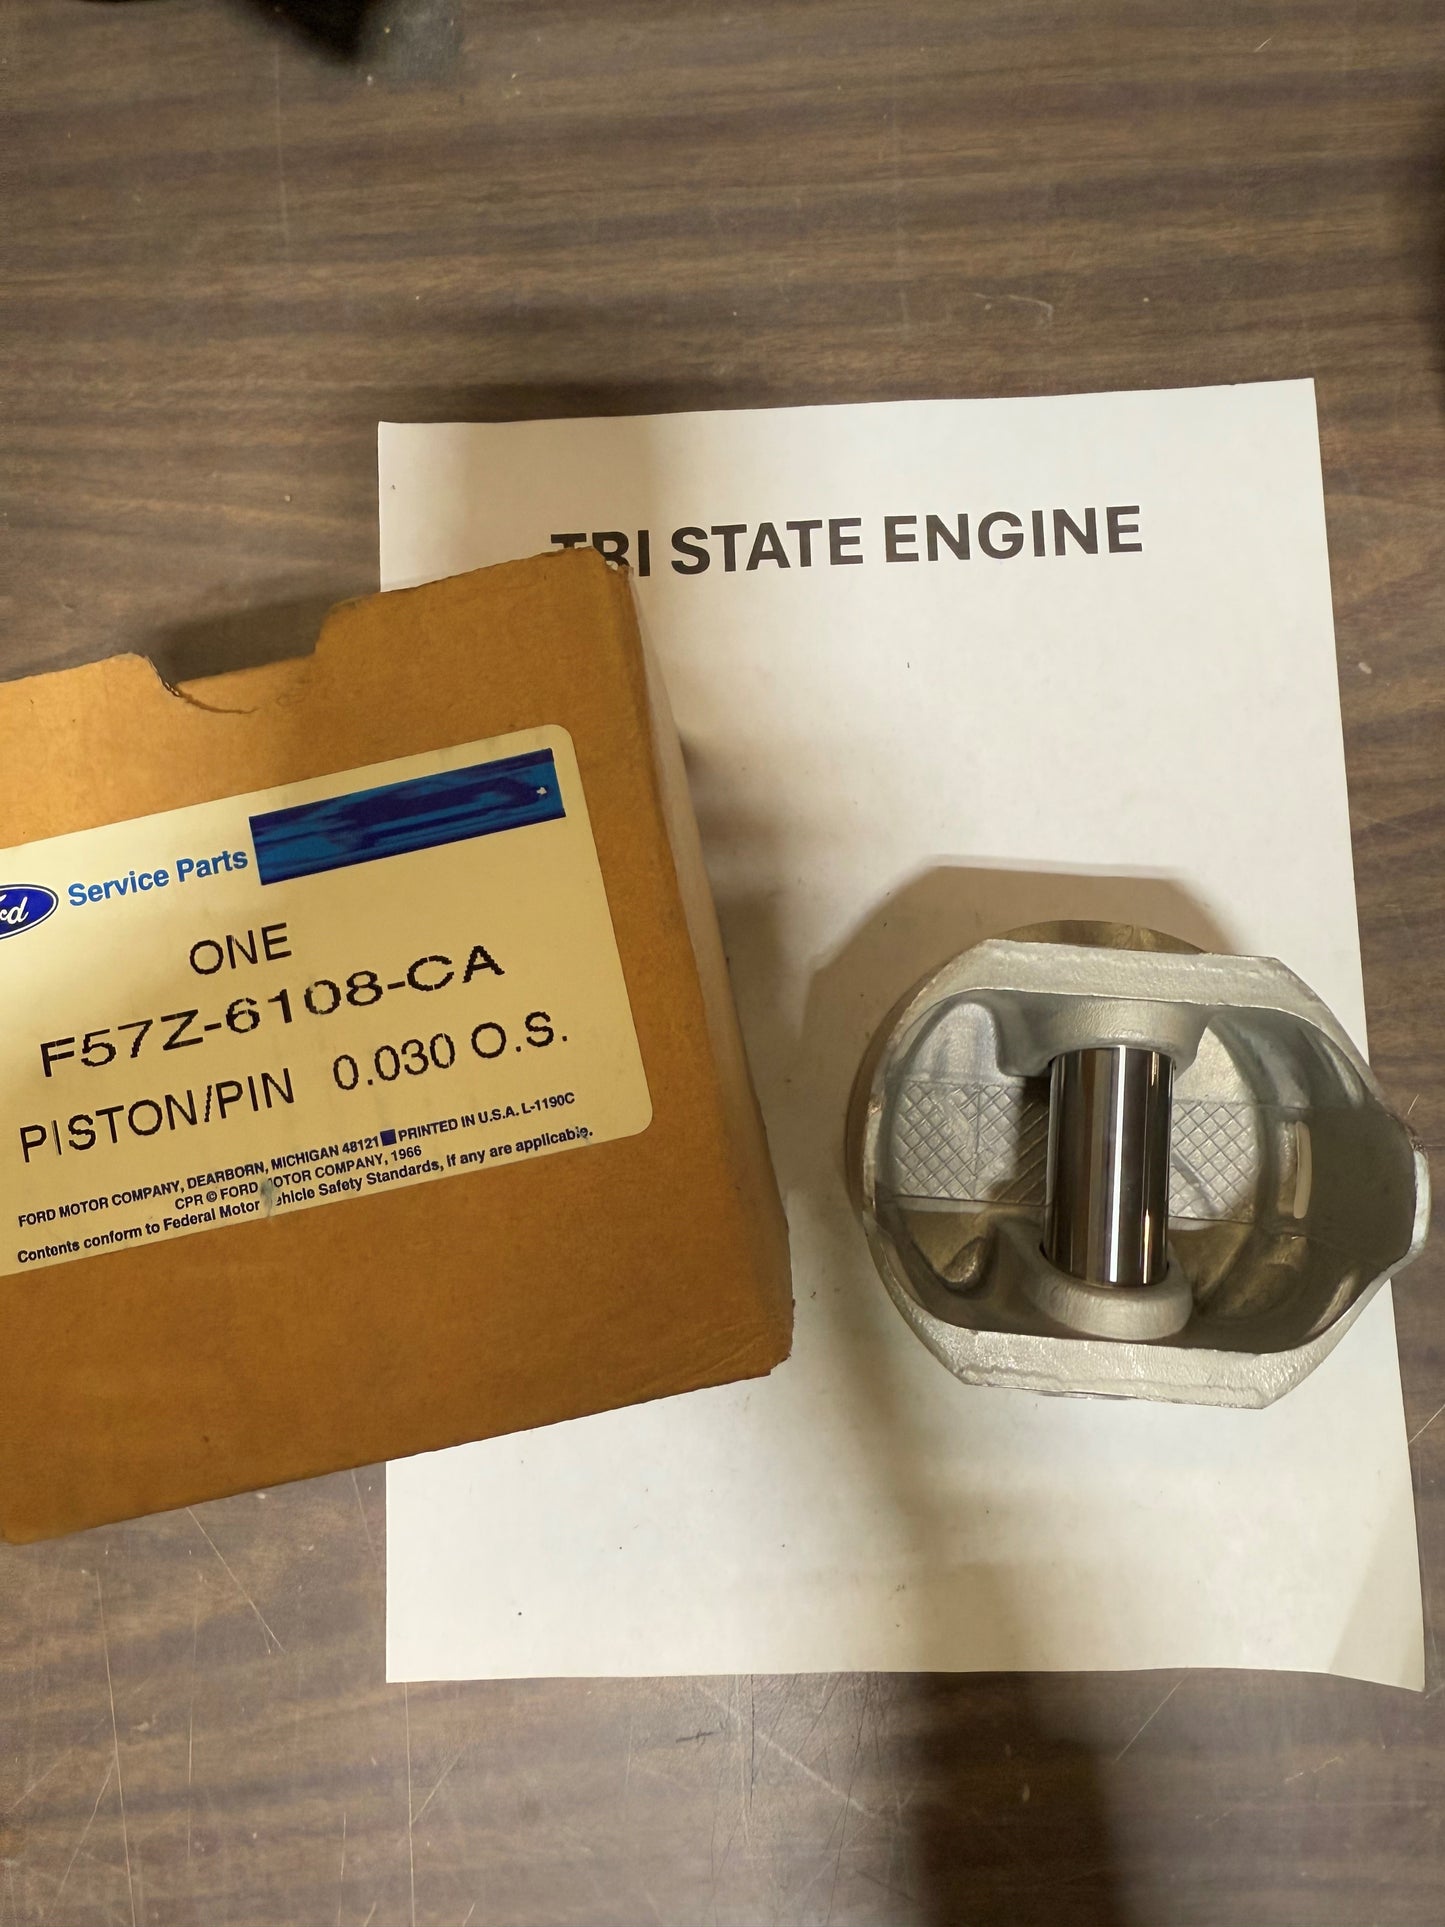 TRI STATE ENGINE
Service Parts
ONE
F57Z-6108-CA
PISTON/PIN 0.030 O.S.
FORD MOTOR COMPANY, DEARBORN, MICHIGAN 48121 PRINTED IN U.S.A. L-1190C
CPR © FORD MOTOR COMPANY, 1966
Contents conform to Federal Motor Vehicle Safety Standards, if any are applicable.